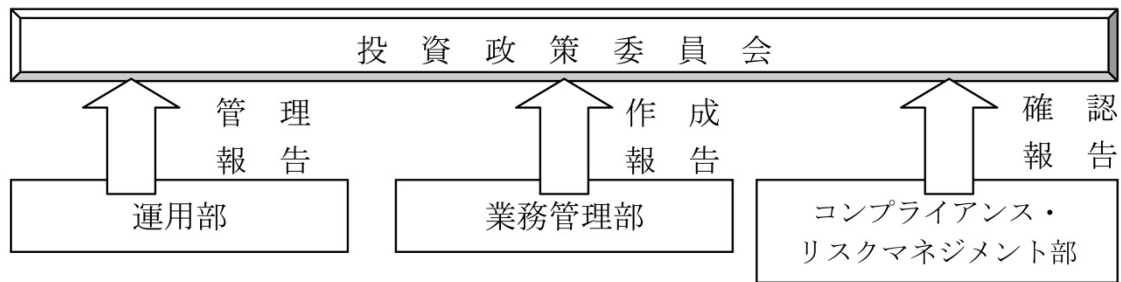 投資政策委員会
管理
報告
作成
報告
確認
報告
運用部
業務管理部
コンプライアンス・
リスクマネジメント部